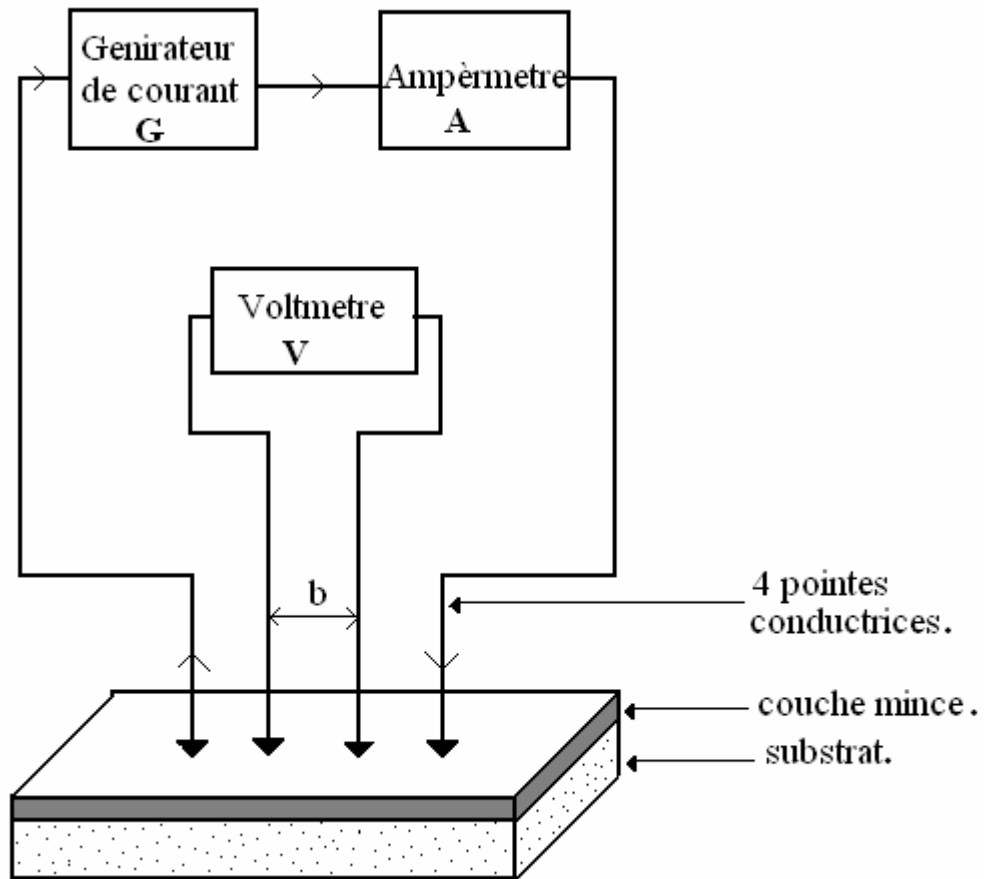 Genirateur
de courant
G
Ampèrmetre
A
Voltmetre
V
b
4 pointes
conductrices.
couche mince.
substrat.